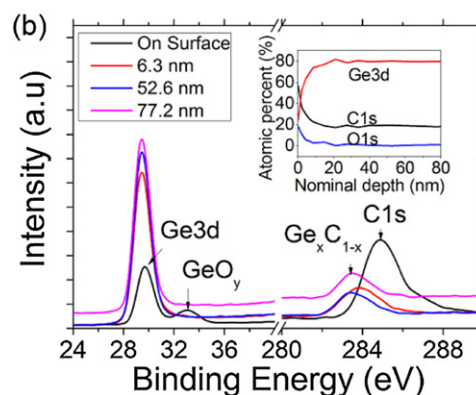 (b)
Intensity (a.u)
On Surface
6.3 nm
52.6 nm
77.2 nm
Atomic percent (%)
80
60
40
20
0
Ge3d
C1s
O1s
0 20 40 60 80
Nominal depth (nm)
Ge3d
GeOy
GexC1-x
C1s
24 28 32 36 280 284 288
Binding Energy (eV)